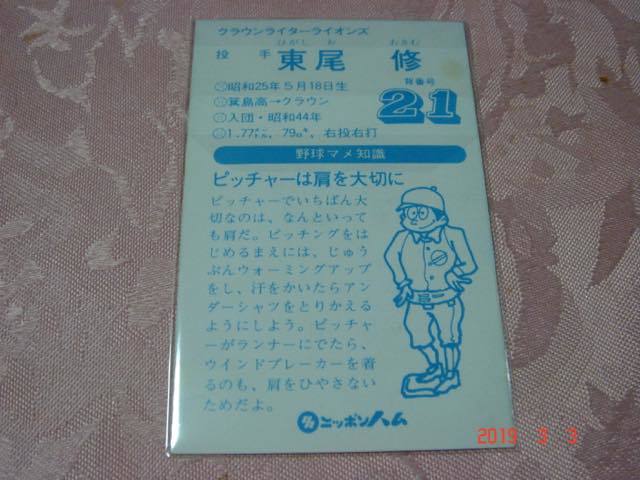 クラウンライターライオンズ
ひがし お おさむ
投手 東尾 修
背番号
21
昭和25年5月18日生
箕島高→クラウン
入団・昭和44年
1.77メートル、79キロ、右投右打
野球マメ知識
ピッチャーは肩を大切に
ピッチャーでいちばん大
切なのは、なんといって
も肩だ。ピッチングをは
じめるまえには、じゅう
ぶんウォーミングアップ
をし、汗をかいたらアン
ダーシャツをとりかえる
ようにしよう。ピッチャ
ーがランナーにでたら、
ウインドブレーカーを着
るのも、肩をひやさない
ためだよ。
ニッポンハム
2019 3 3